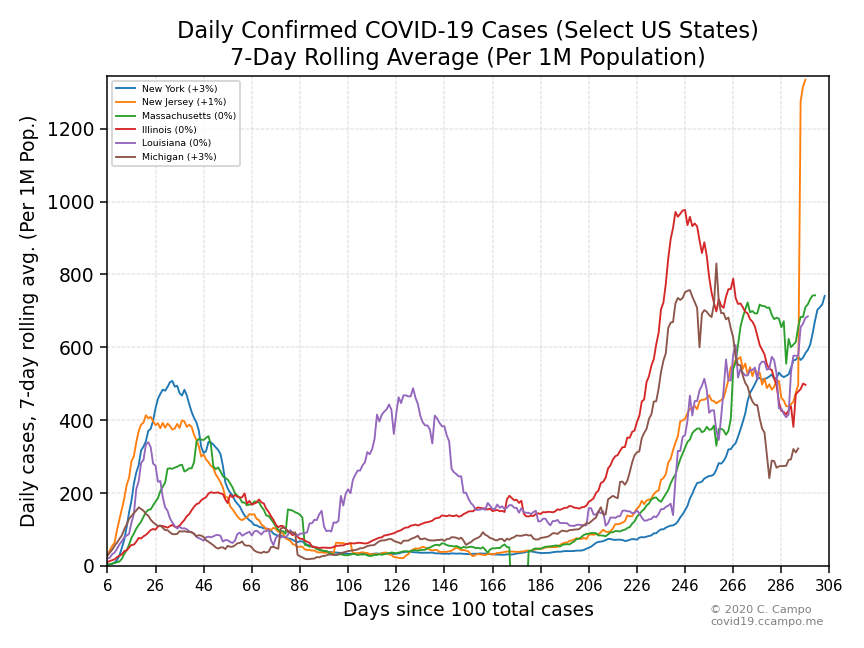 Daily Confirmed COVID-19 Cases (Select US States)
7-Day Rolling Average (Per 1M Population)
Daily cases, 7-day rolling avg. (Per 1M Pop.)
New York (+3%)
New Jersey (+1%)
Massachusetts (0%)
Illinois (0%)
Louisiana (0%)
Michigan (+3%)
1200
1000
800
600
400
200
0
6 26 46 66 86 106 126 146 166 186 206 226 246 266 286 306
Days since 100 total cases
© 2020 C. Campo
covid19.ccampo.me